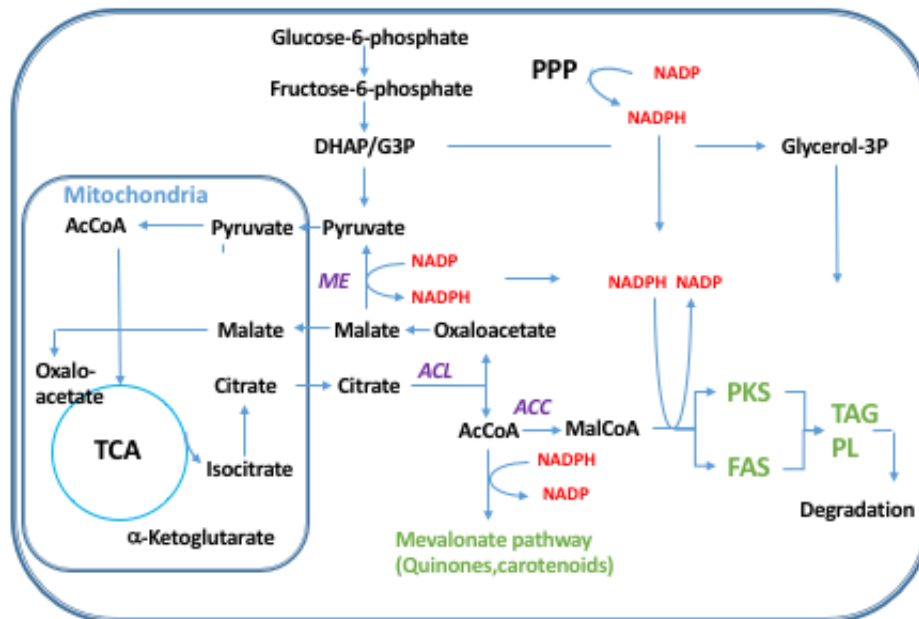 Glucose-6-phosphate
PPP
NADP
Fructose-6-phosphate
NADPH
DHAP/G3P
Glycerol-3P
Mitochondria
AcCoA
Pyruvate
Pyruvate
ME
NADP
NADPH
NADPH NADP
Malate
Malate
Oxaloacetate
Oxalo-
acetate
Citrate
Citrate
ACL
ACC
PKS
TAG
PL
TCA
AcCoA
MalCoA
Isocitrate
NADPH
FAS
NADP
Degradation
α-Ketoglutarate
Mevalonate pathway
(Quinones,carotenoids)